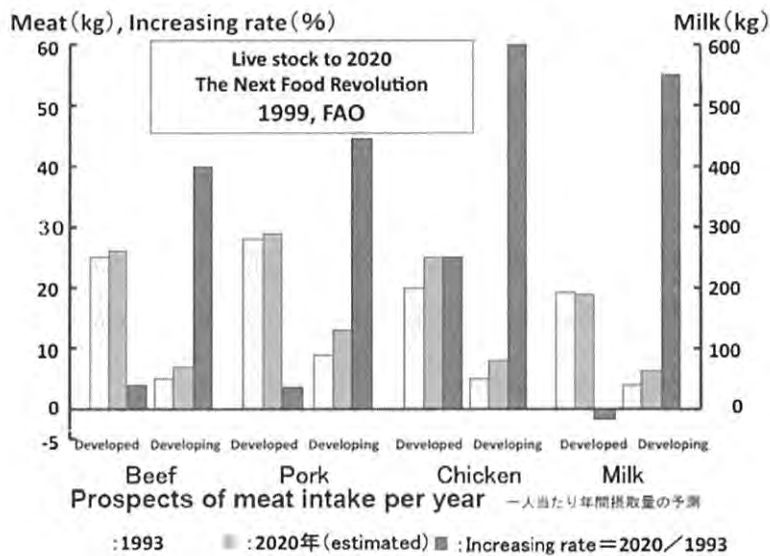 Meat(kg), Increasing rate(%)
Milk(kg)
Live stock to 2020
The Next Food Revolution
1999, FAO
60
50
40
30
20
10
0
-5
600
500
400
300
200
100
0
Developed Developing Developed Developing Developed Developing Developed Developing
Beef Pork Chicken Milk
Prospects of meat intake per year 一人当たり年間摂取量の予測
:1993 :2020年(estimated) :Increasing rate=2020/1993